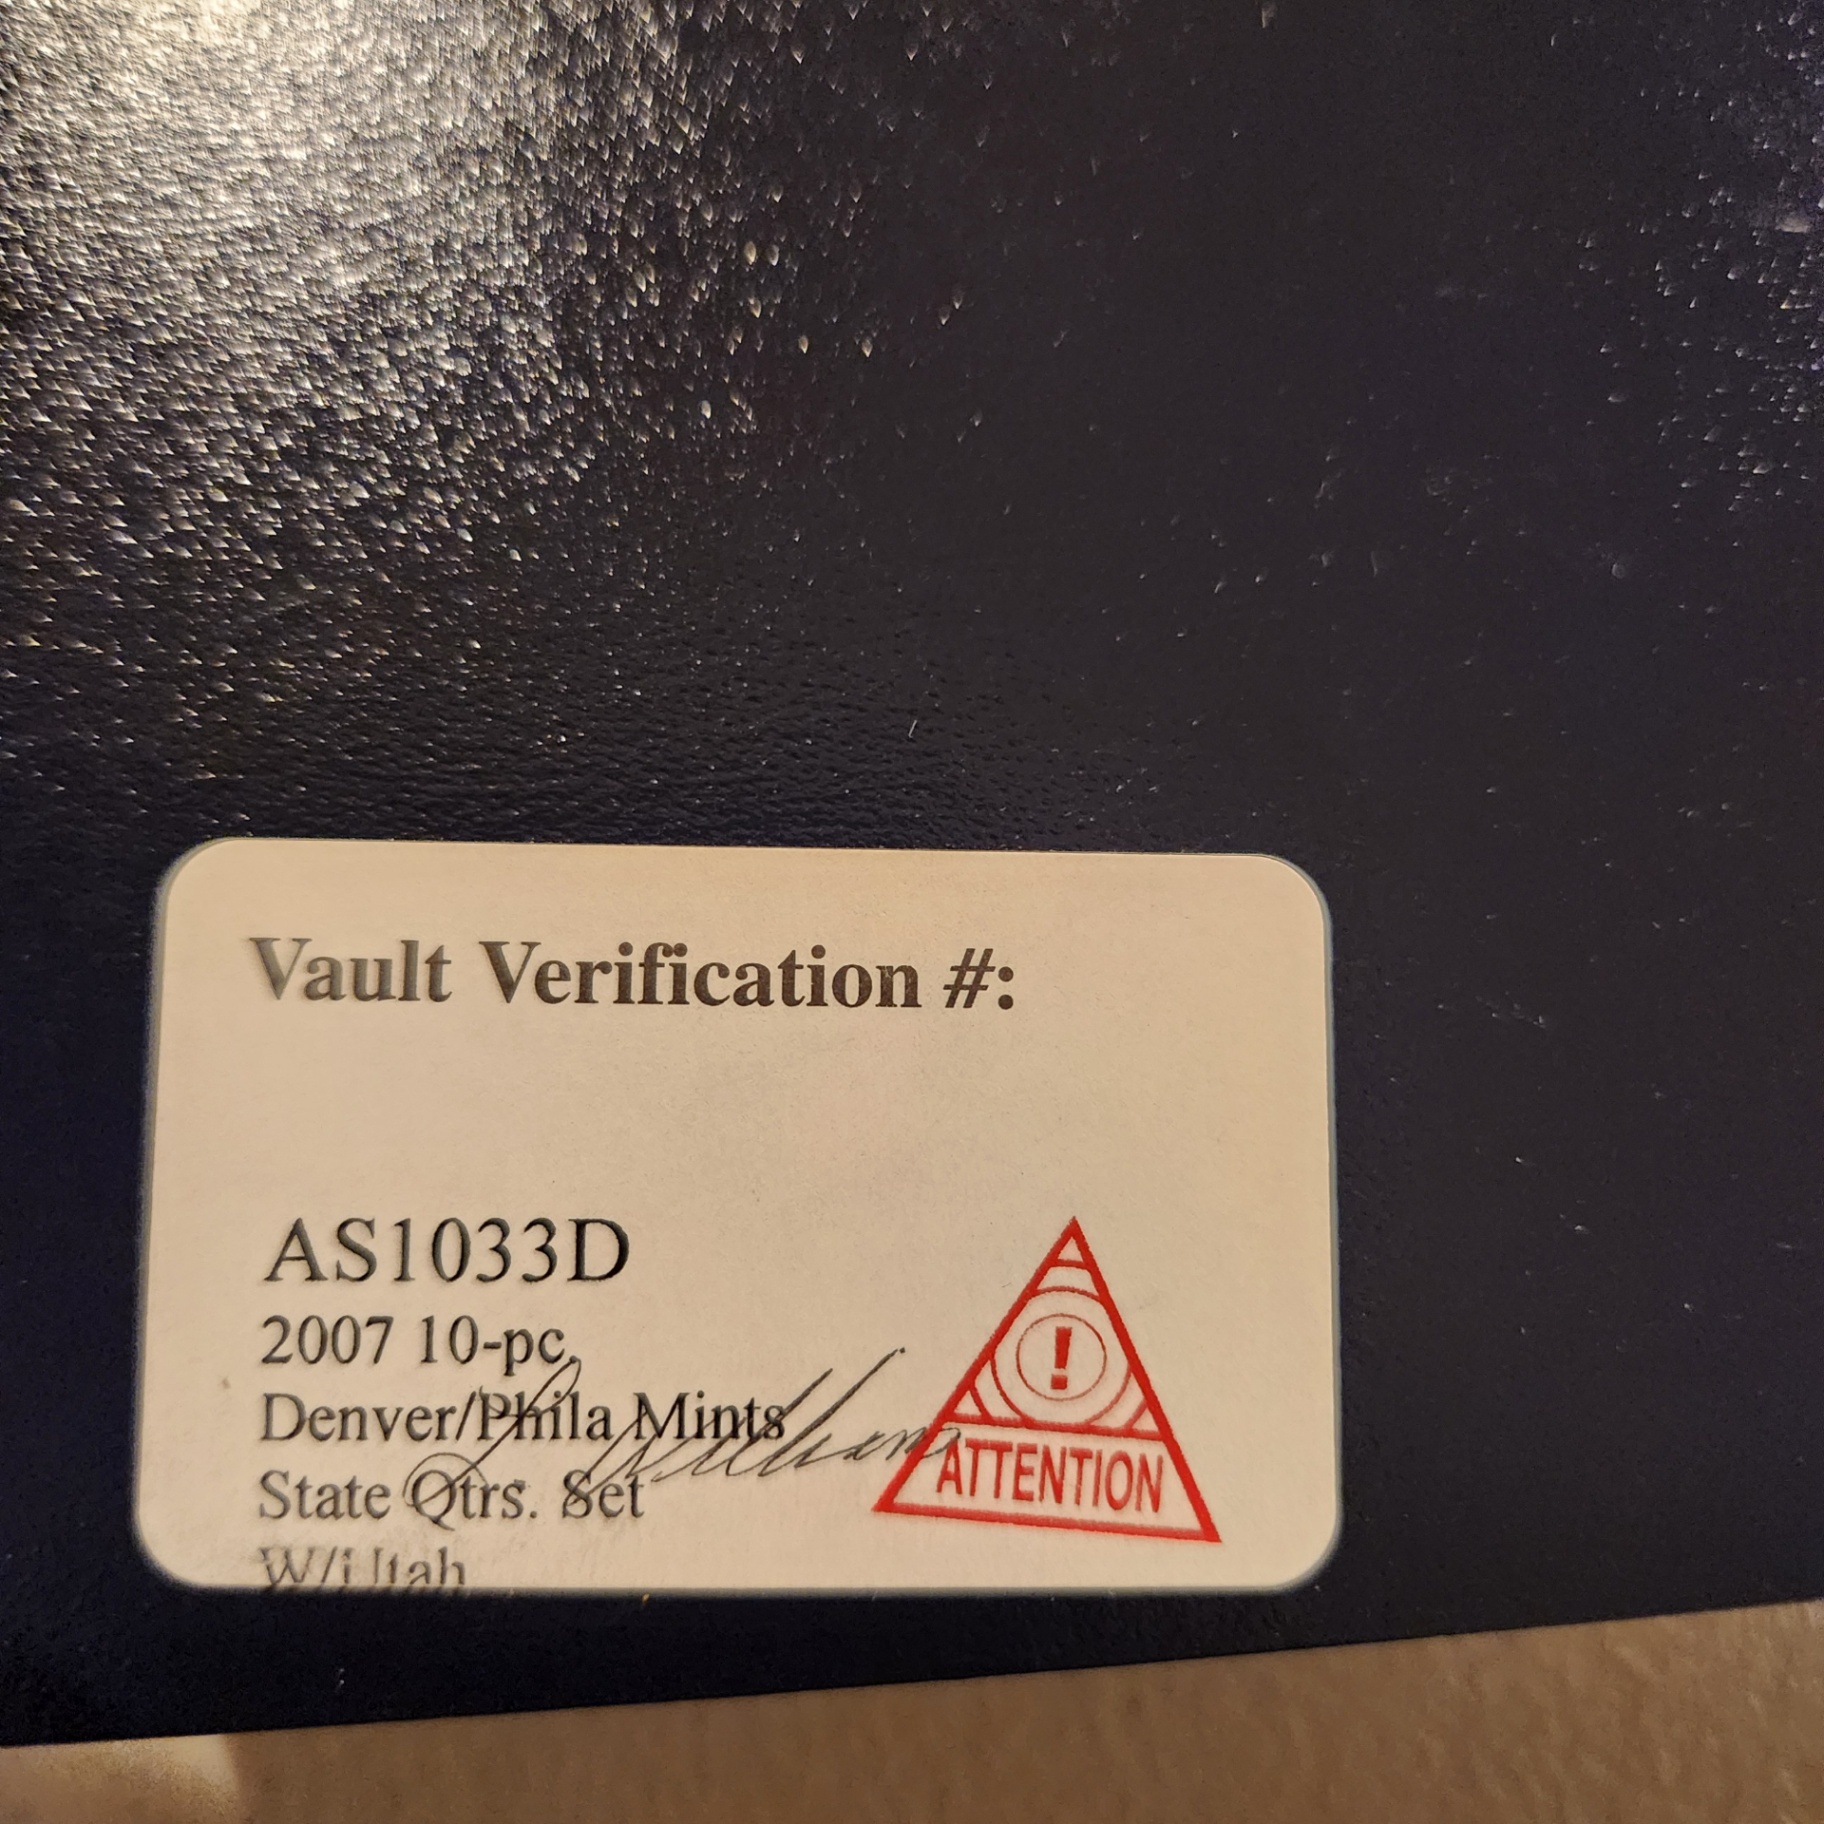 Vault Verification #:
AS1033D
2007 10-pc.
Denver/Phila Mints
State Qtrs. Set
W/Utah
!
ATTENTION